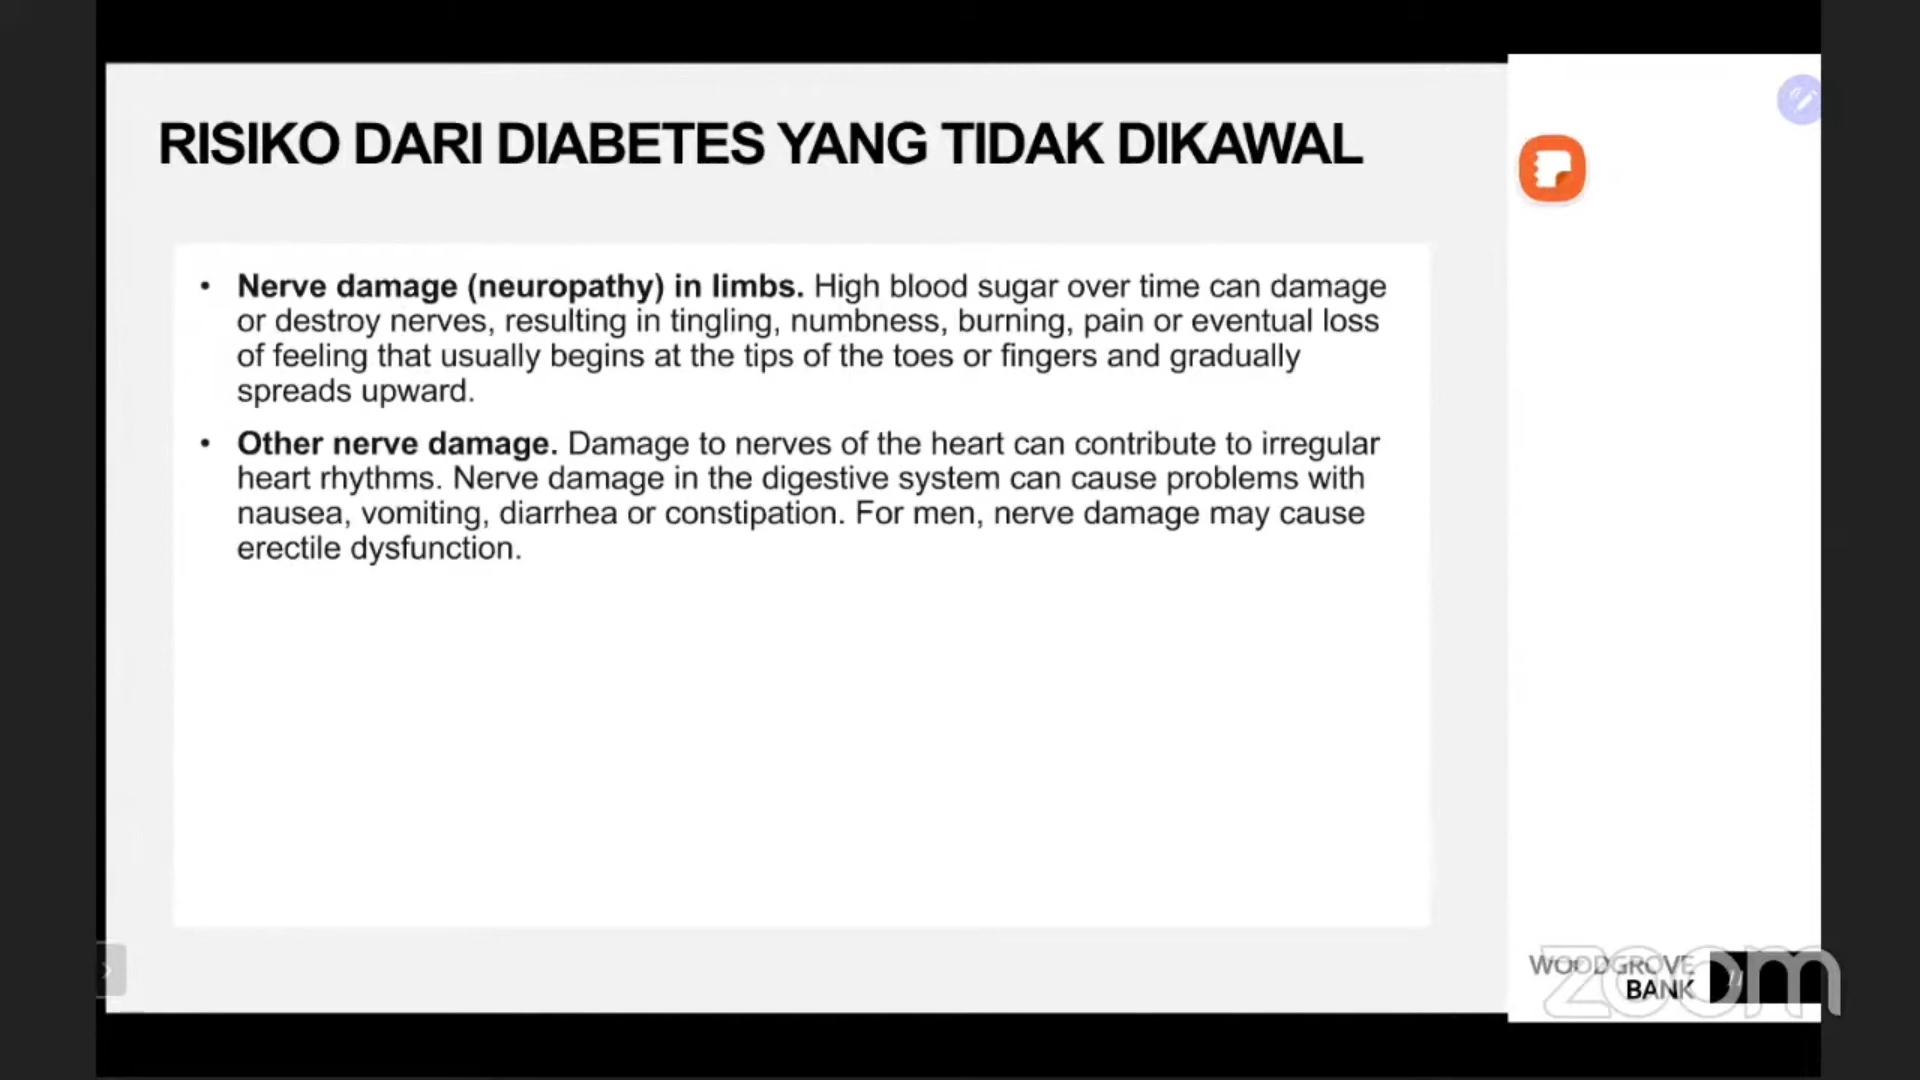 RISIKO DARI DIABETES YANG TIDAK DIKAWAL
• Nerve damage (neuropathy) in limbs. High blood sugar over time can damage
or destroy nerves, resulting in tingling, numbness, burning, pain or eventual loss
of feeling that usually begins at the tips of the toes or fingers and gradually
spreads upward.
• Other nerve damage. Damage to nerves of the heart can contribute to irregular
heart rhythms. Nerve damage in the digestive system can cause problems with
nausea, vomiting, diarrhea or constipation. For men, nerve damage may cause
erectile dysfunction.
WOODGROVE
BANK
11
zoom